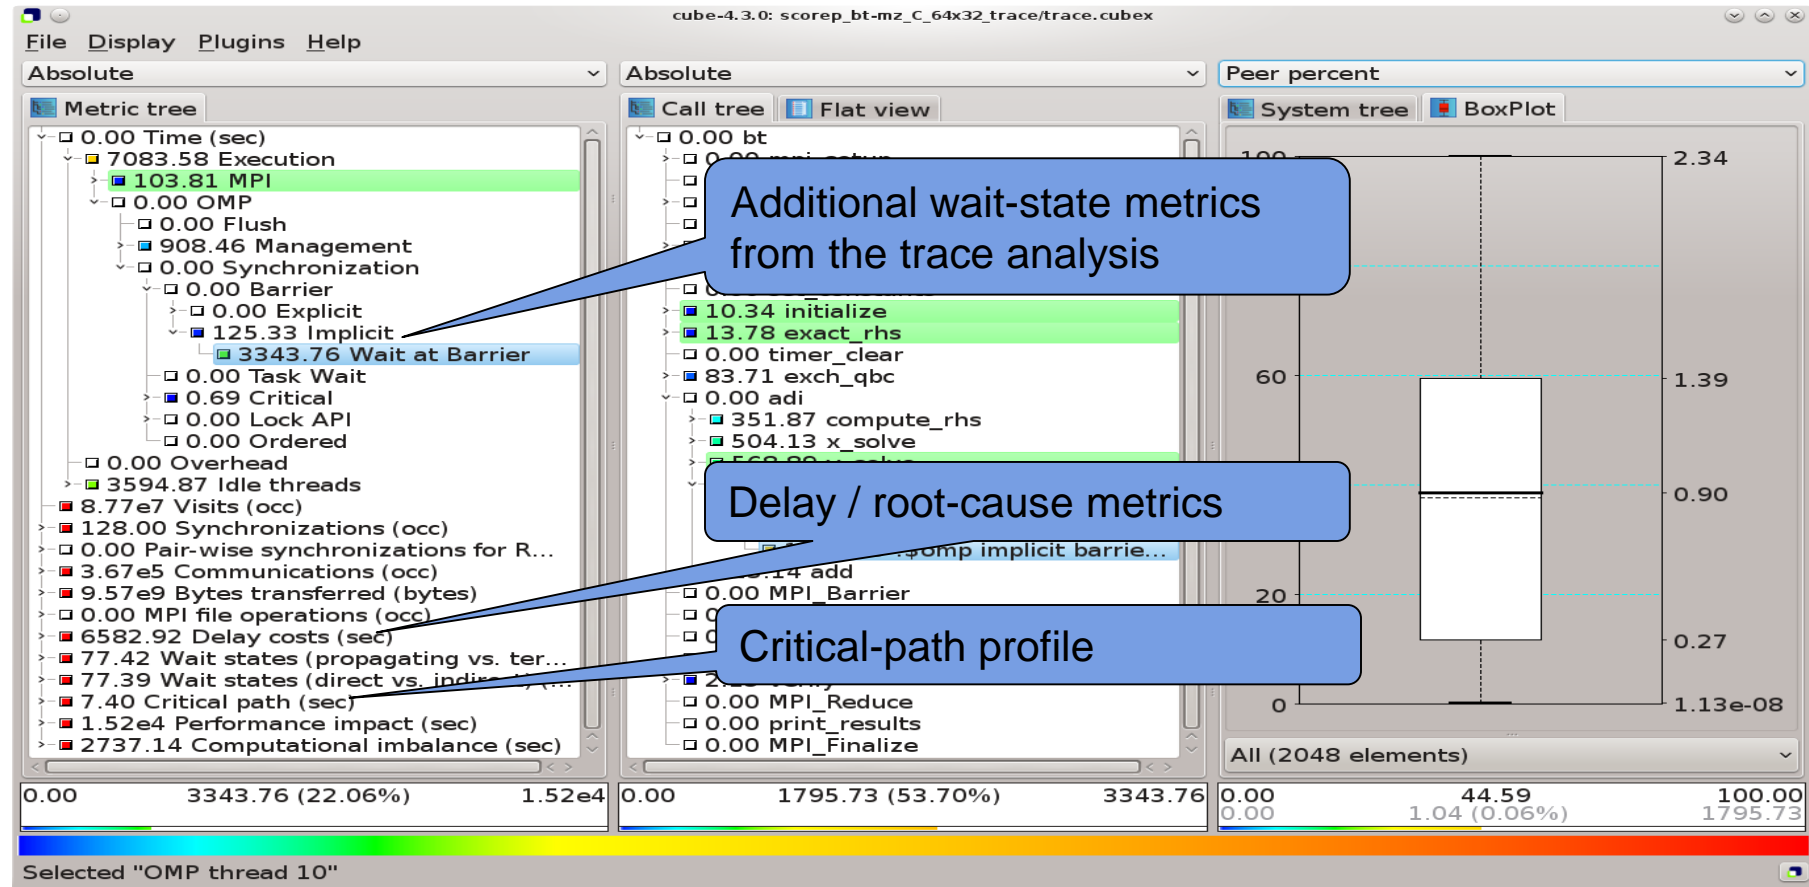 cube-4.3.0: scorep_bt-mz_C_64x32_trace/trace.cubex
File Display Plugins Help
Absolute
Metric tree
0.00 Time (sec)
7083.58 Execution
103.81 MPI
0.00 OMP
0.00 Flush
908.46 Management
0.00 Synchronization
0.00 Barrier
0.00 Explicit
125.33 Implicit
3343.76 Wait at Barrier
0.00 Task Wait
0.69 Critical
0.00 Lock API
0.00 Ordered
0.00 Overhead
3594.87 Idle threads
8.77e7 Visits (occ)
128.00 Synchronizations (occ)
0.00 Pair-wise synchronizations for R...
3.67e5 Communications (occ)
9.57e9 Bytes transferred (bytes)
0.00 MPI file operations (occ)
6582.92 Delay costs (sec)
77.42 Wait states (propagating vs. ter...
77.39 Wait states (direct vs. indirect) (...
7.40 Critical path (sec)
1.52e4 Performance impact (sec)
2737.14 Computational imbalance (sec)
0.00 3343.76 (22.06%) 1.52e4
Absolute
Call tree Flat view
0.00 bt
Additional wait-state metrics
from the trace analysis
10.34 initialize
13.78 exact_rhs
0.00 timer_clear
83.71 exch_qbc
0.00 adi
351.87 compute_rhs
504.13 x_solve
Delay / root-cause metrics
implicit barrie...
add
0.00 MPI_Barrier
Critical-path profile
0.00 MPI_Reduce
0.00 print_results
0.00 MPI_Finalize
0.00 1795.73 (53.70%) 3343.76
Peer percent
System tree BoxPlot
100 2.34
60 1.39
0.90
20
0.27
0 1.13e-08
All (2048 elements)
0.00 44.59 100.00
0.00 1.04 (0.06%) 1795.73
Selected "OMP thread 10"